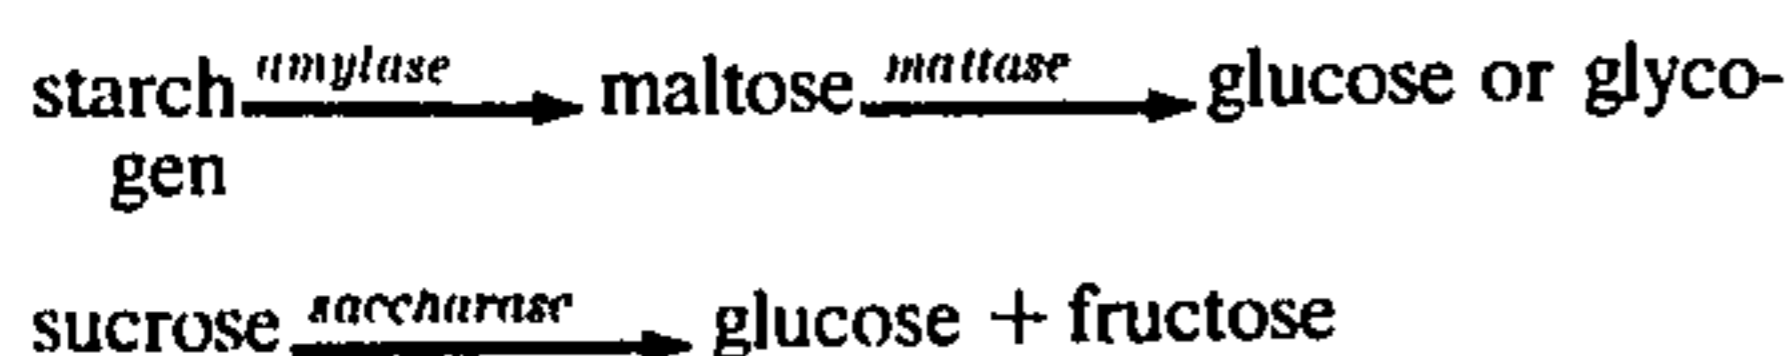 starch amylase maltose maltase glucose or glyco-
gen
sucrose saccharase glucose + fructose